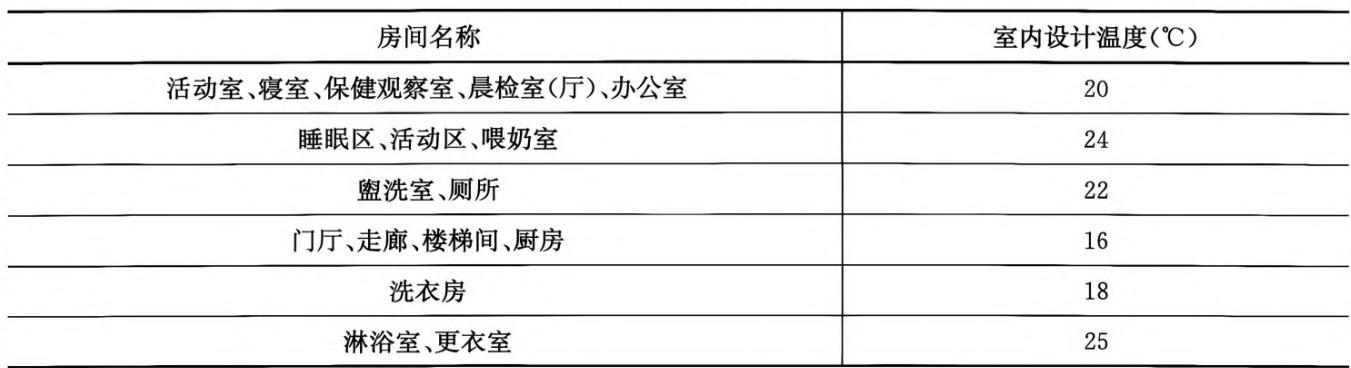 房间名称 室内设计温度(℃)
活动室、寝室、保健观察室、晨检室(厅)、办公室 20
睡眠区、活动区、喂奶室 24
盥洗室、厕所 22
门厅、走廊、楼梯间、厨房 16
洗衣房 18
淋浴室、更衣室 25